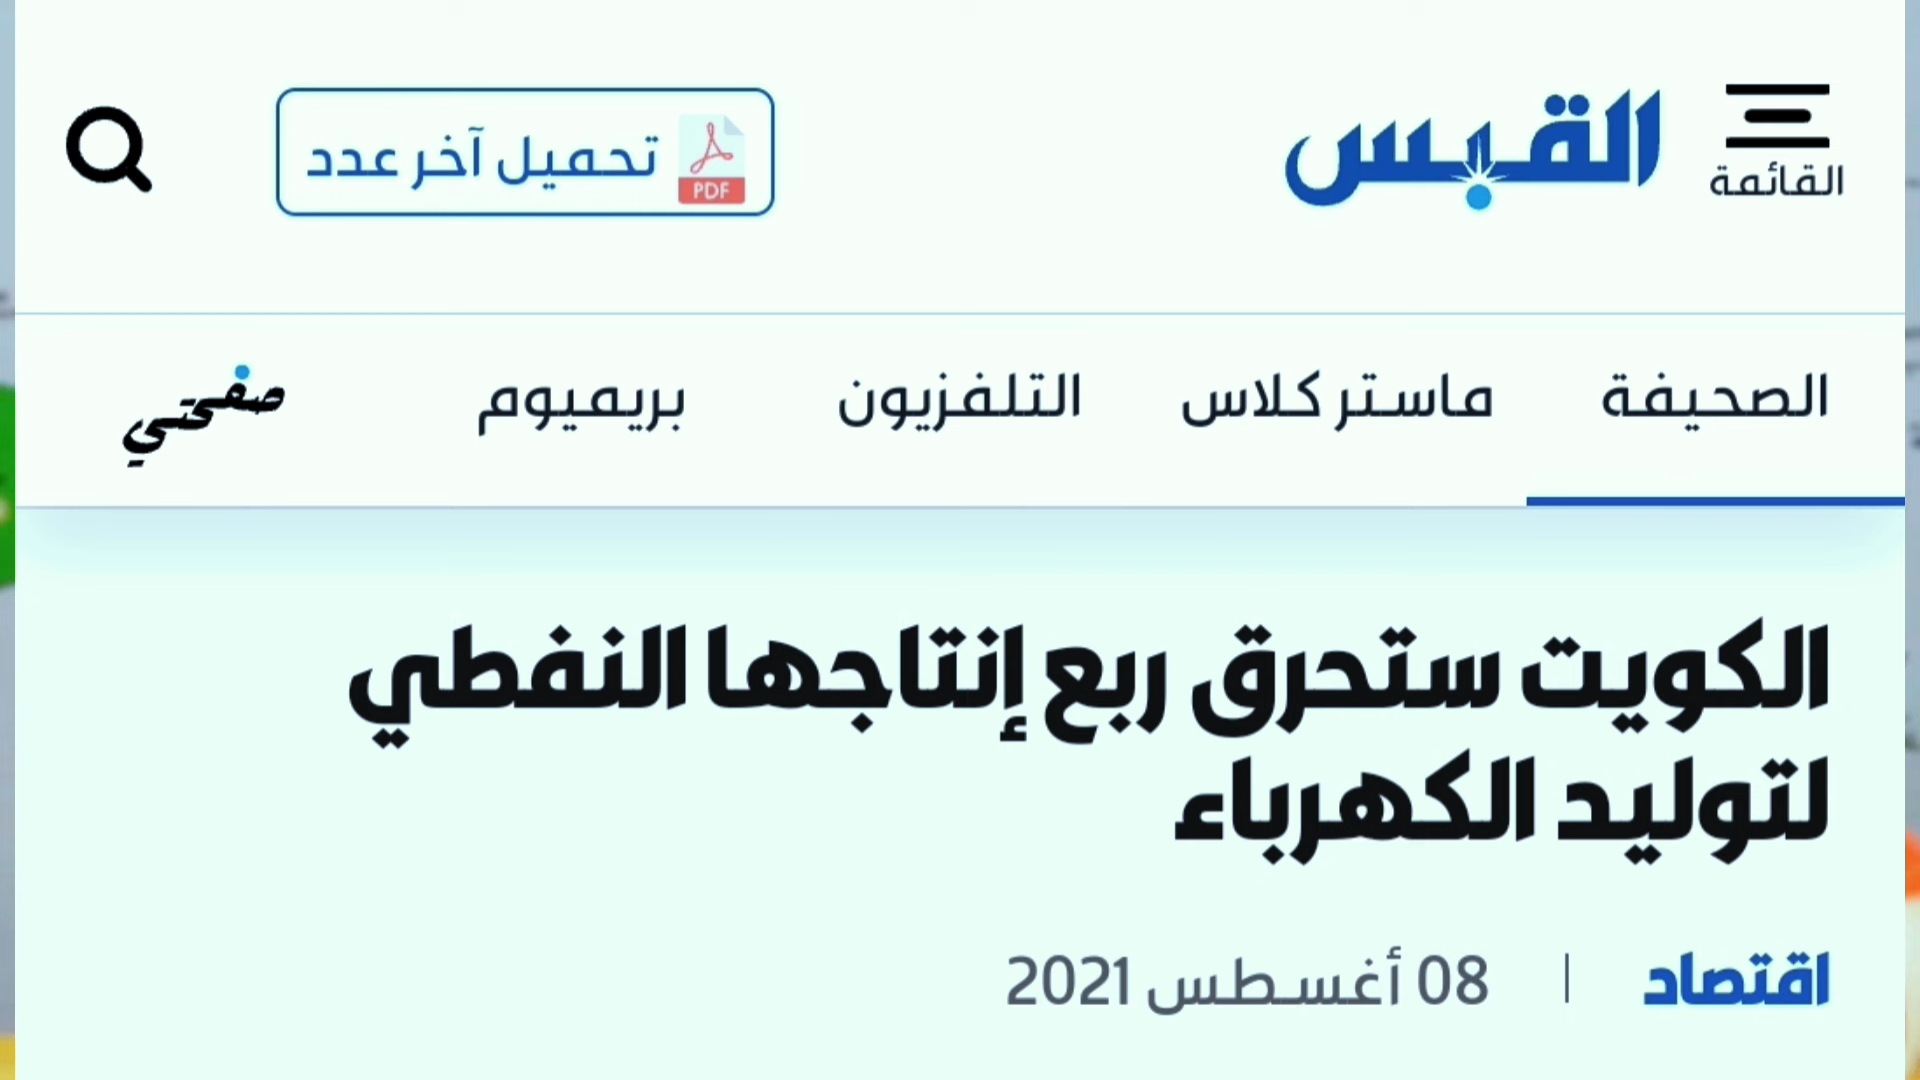 القائمة
القبس
تحميل آخر عدد
PDF
الصحيفة
ماستر كلاس
التلفزيون
بريميوم
صفحتي
الكويت ستحرق ربع إنتاجها النفطي
لتوليد الكهرباء
اقتصاد | 08 أغسطس 2021